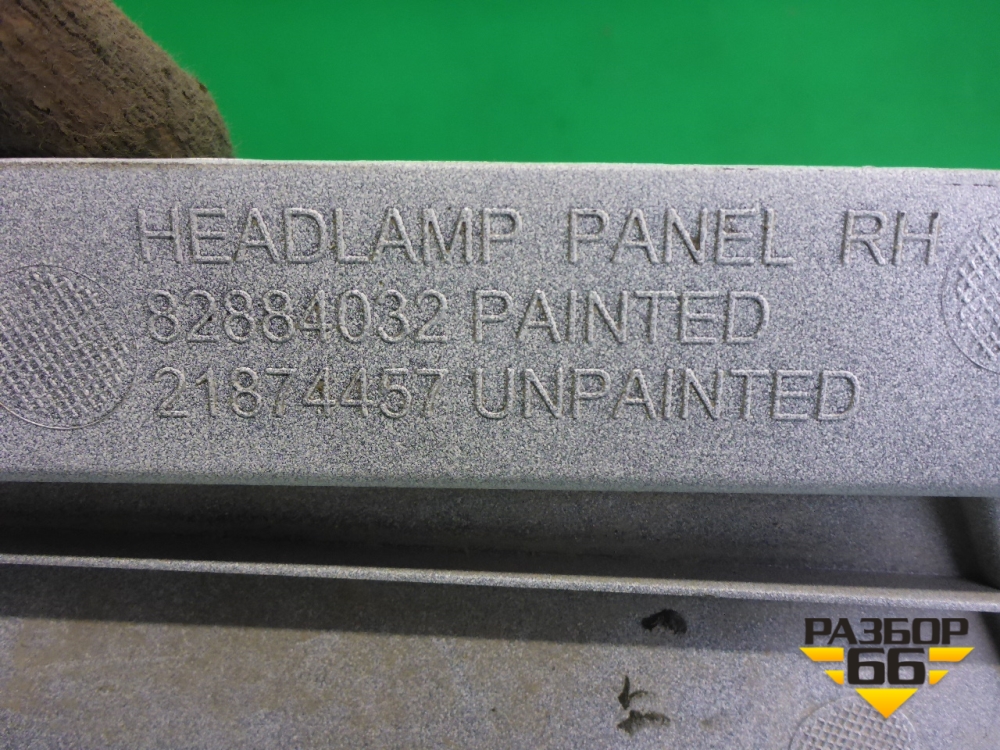 HEADLAMP PANEL RH
82884032 PAINTED
21874457 UNPAINTED
РАЗБОР
66